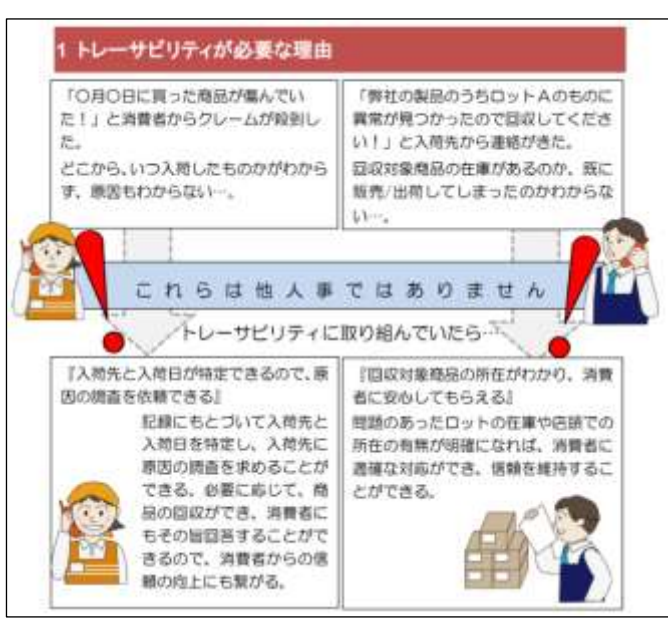 1 トレーサビリティが必要な理由
「〇月〇日に買った商品が傷んでい
た！」と消費者からクレームが殺到し
た。
どこから、いつ入荷したものかがわから
ず、原因もわからない…。
「弊社の製品のうちロットAのものに
異常が見つかったので回収してくださ
い！」と入荷先から連絡がきた。
回収対象商品の在庫があるのか、既に
販売/出荷してしまったのかわからな
い…。
これらは他人事ではありません
トレーサビリティに取り組んでいたら…
『入荷先と入荷日が特定できるので、原
因の調査を依頼できる』
記録にもとづいて入荷先と
入荷日を特定し、入荷先に
原因の調査を求めることが
できる。必要に応じて、商
品の回収ができ、消費者に
もその旨回答することがで
きるので、消費者からの信
頼の向上にも繋がる。
『回収対象商品の所在がわかり、消費
者に安心してもらえる』
問題のあったロットの在庫や店頭での
所在の有無が明確になれば、消費者に
適確な対応ができ、信頼を維持するこ
とができる。